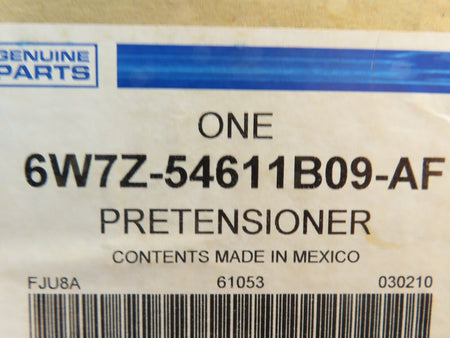 GENUINE
PARTS
ONE
6W7Z-54611B09-AF
PRETENSIONER
CONTENTS MADE IN MEXICO
FJU8A 61053 030210